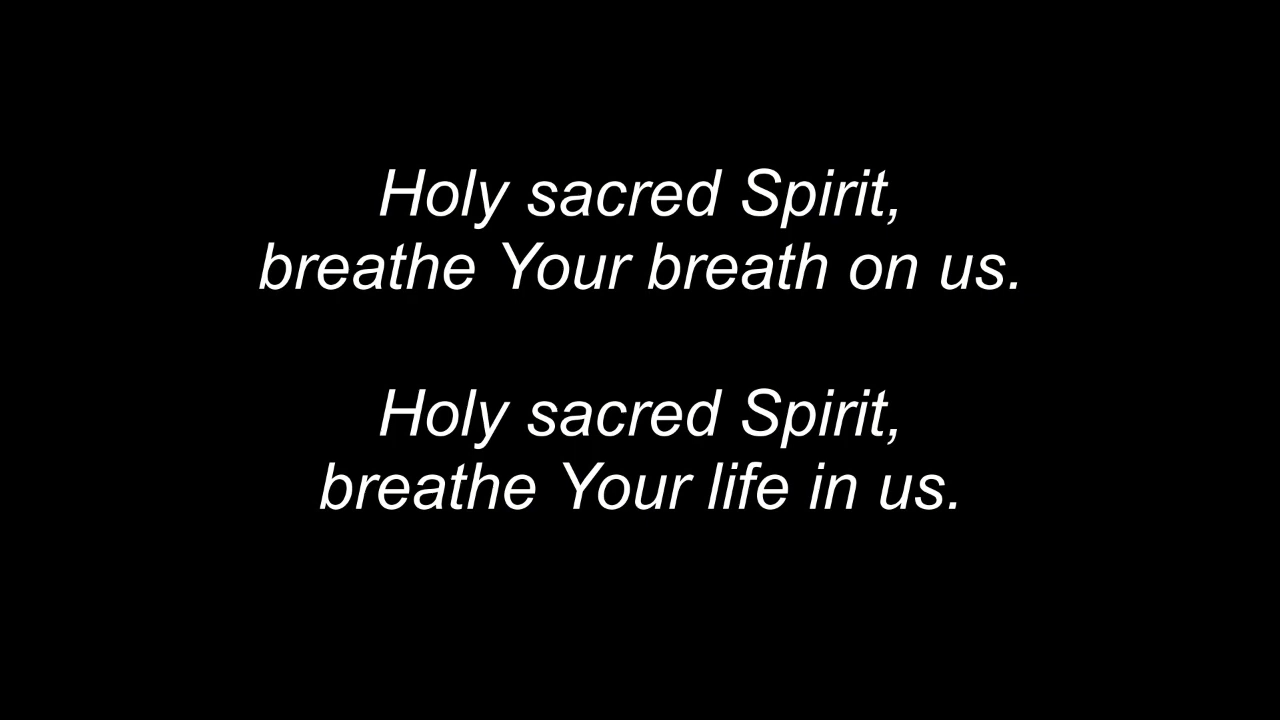 Holy sacred Spirit,
breathe Your breath on us.
Holy sacred Spirit,
breathe Your life in us.